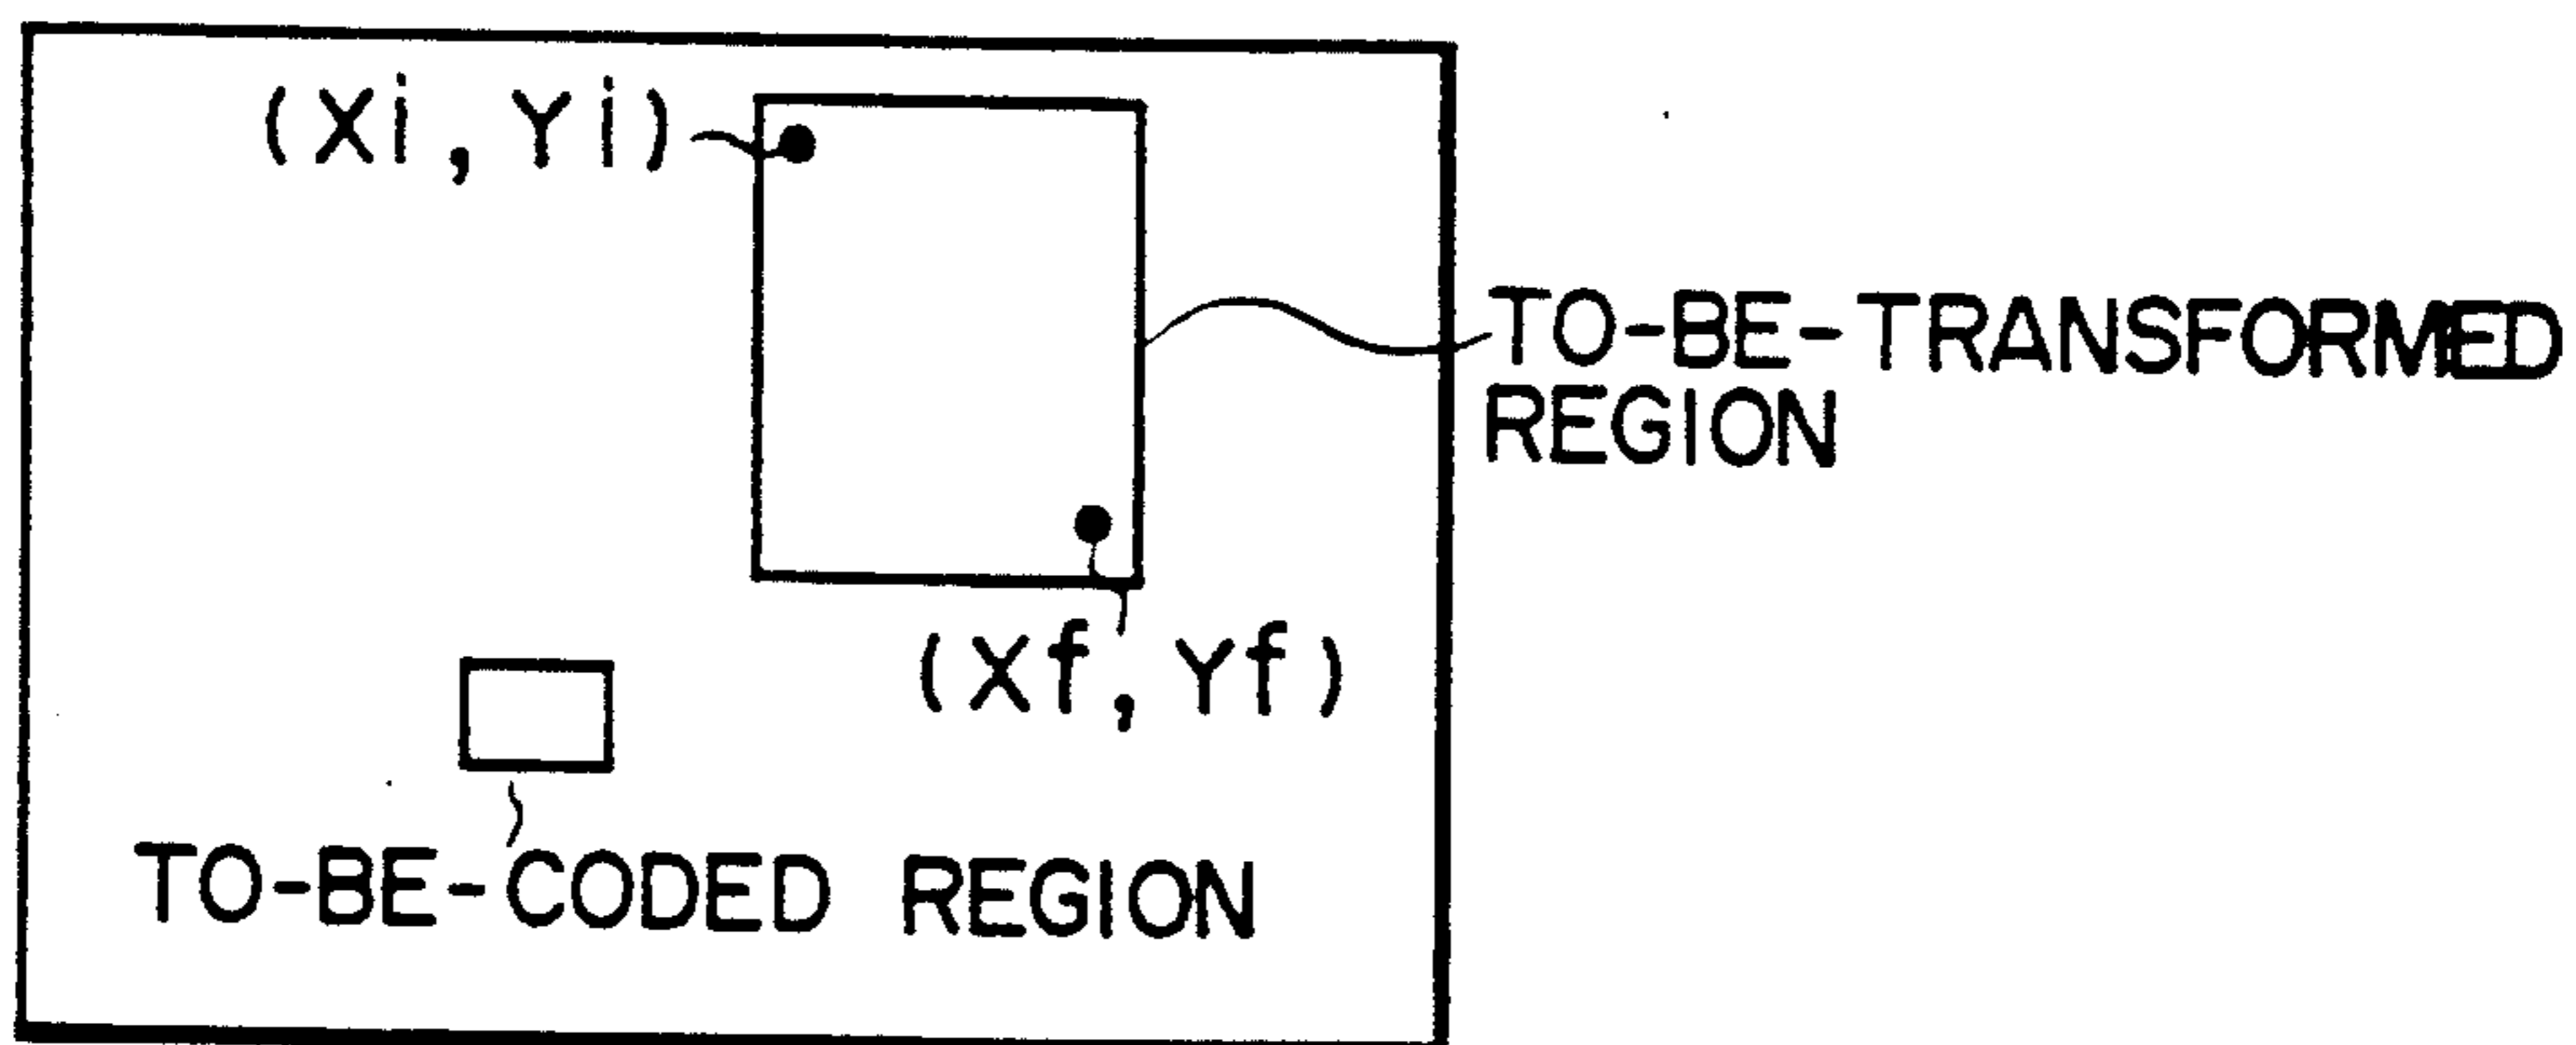 (Xi, Yi)
TO-BE-TRANSFORMED
REGION
(Xf, Yf)
TO-BE-CODED REGION